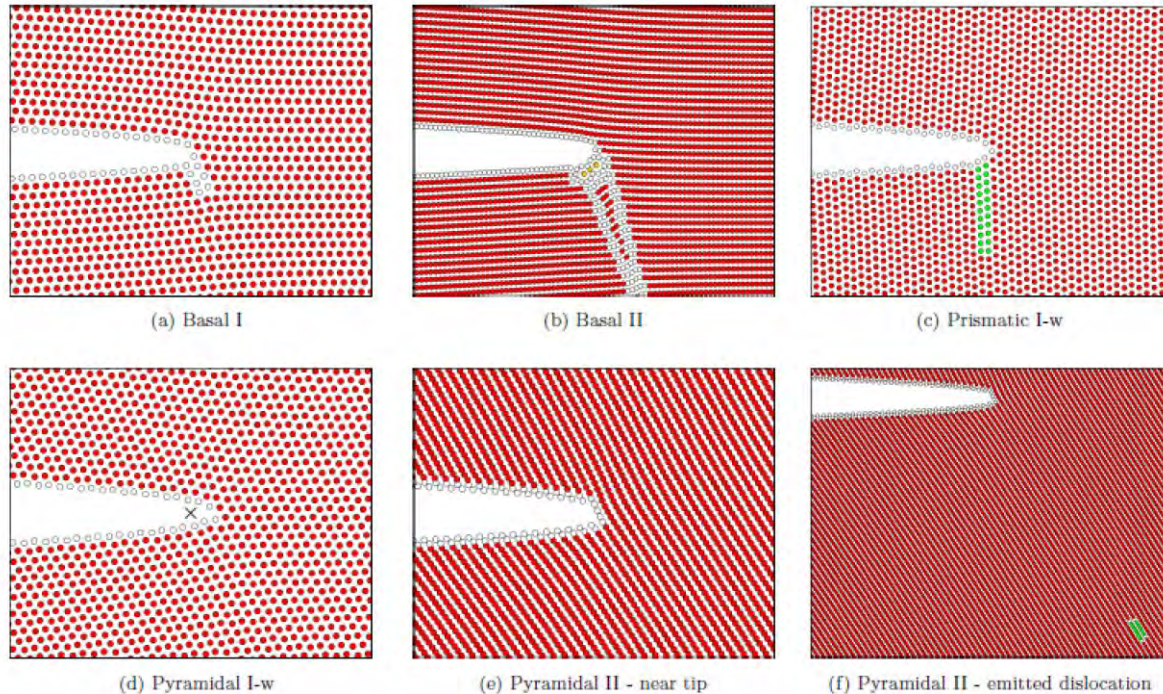 (a) Basal I
(b) Basal II
(c) Prismatic I-w
(d) Pyramidal I-w
(e) Pyramidal II - near tip
(f) Pyramidal II - emitted dislocation